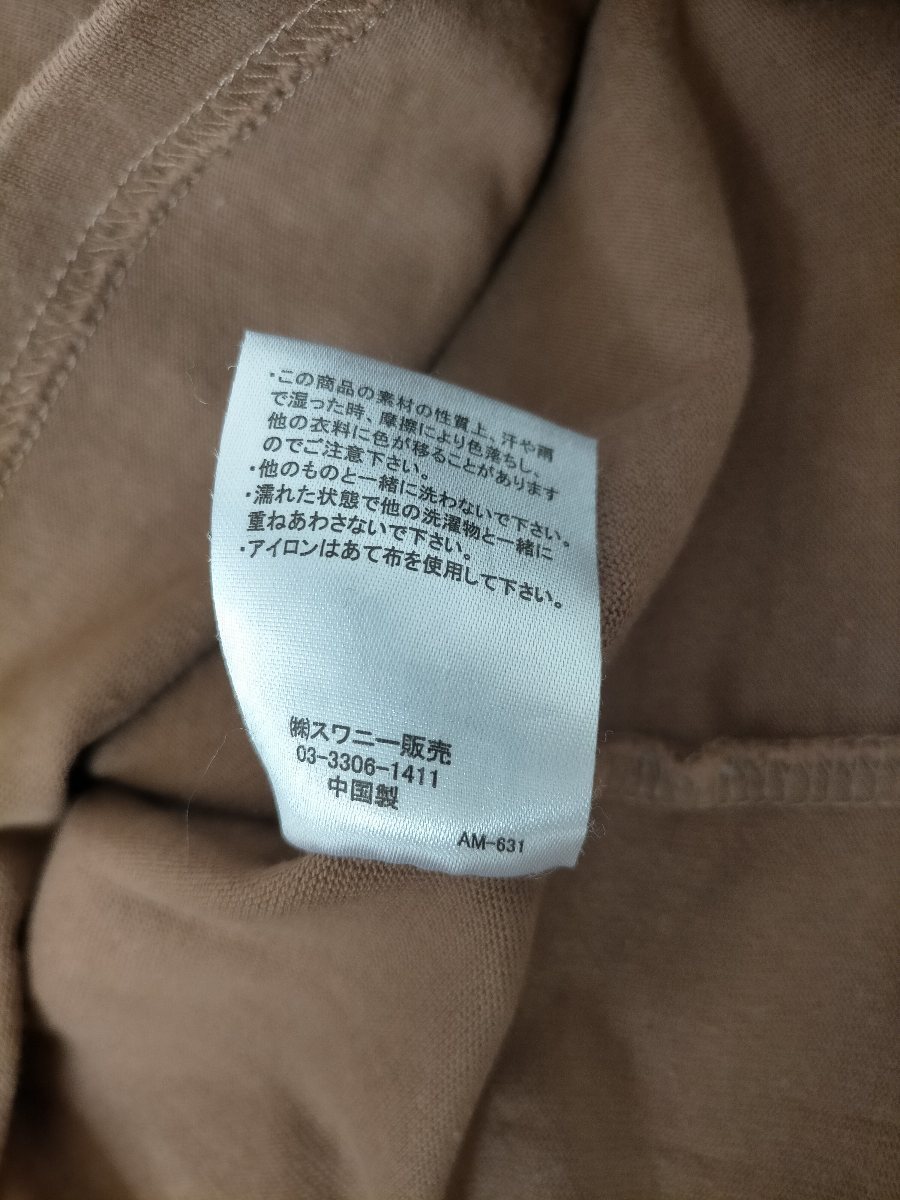 ・この商品の素材の性質上、汗や雨
で湿った時、摩擦により色落ちし、
他の衣料に色が移ることがあります
のでご注意下さい。
・他のものと一緒に洗わないで下さい。
・濡れた状態で他の洗濯物と一緒に
重ねあわさないで下さい。
・アイロンはあて布を使用して下さい。
㈱スワニー販売
03-3306-1411
中国製
AM-631